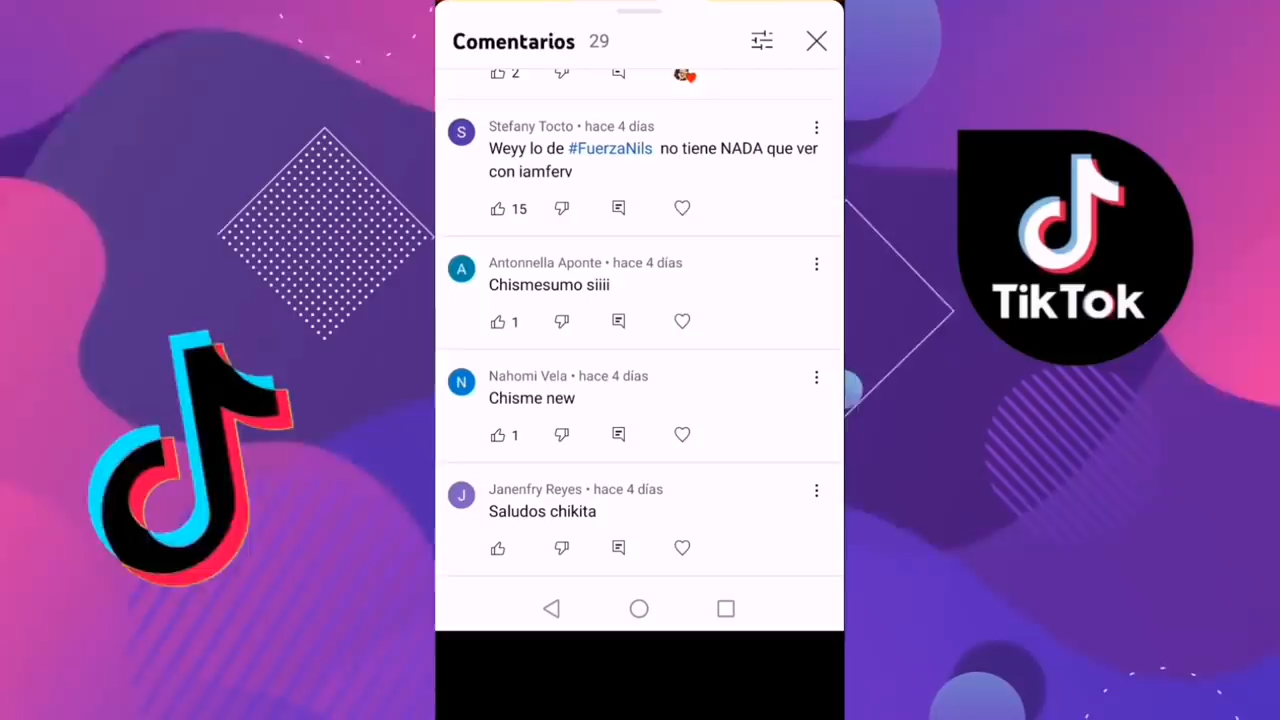 Comentarios 29
2
Stefany Tocto • hace 4 días
Weyy lo de #FuerzaNils no tiene NADA que ver
con iamferv
15
Antonnella Aponte • hace 4 días
Chismesumo siiii
1
Nahomi Vela • hace 4 días
Chisme new
1
Janenfry Reyes • hace 4 días
Saludos chikita
S
A
N
J
TikTok